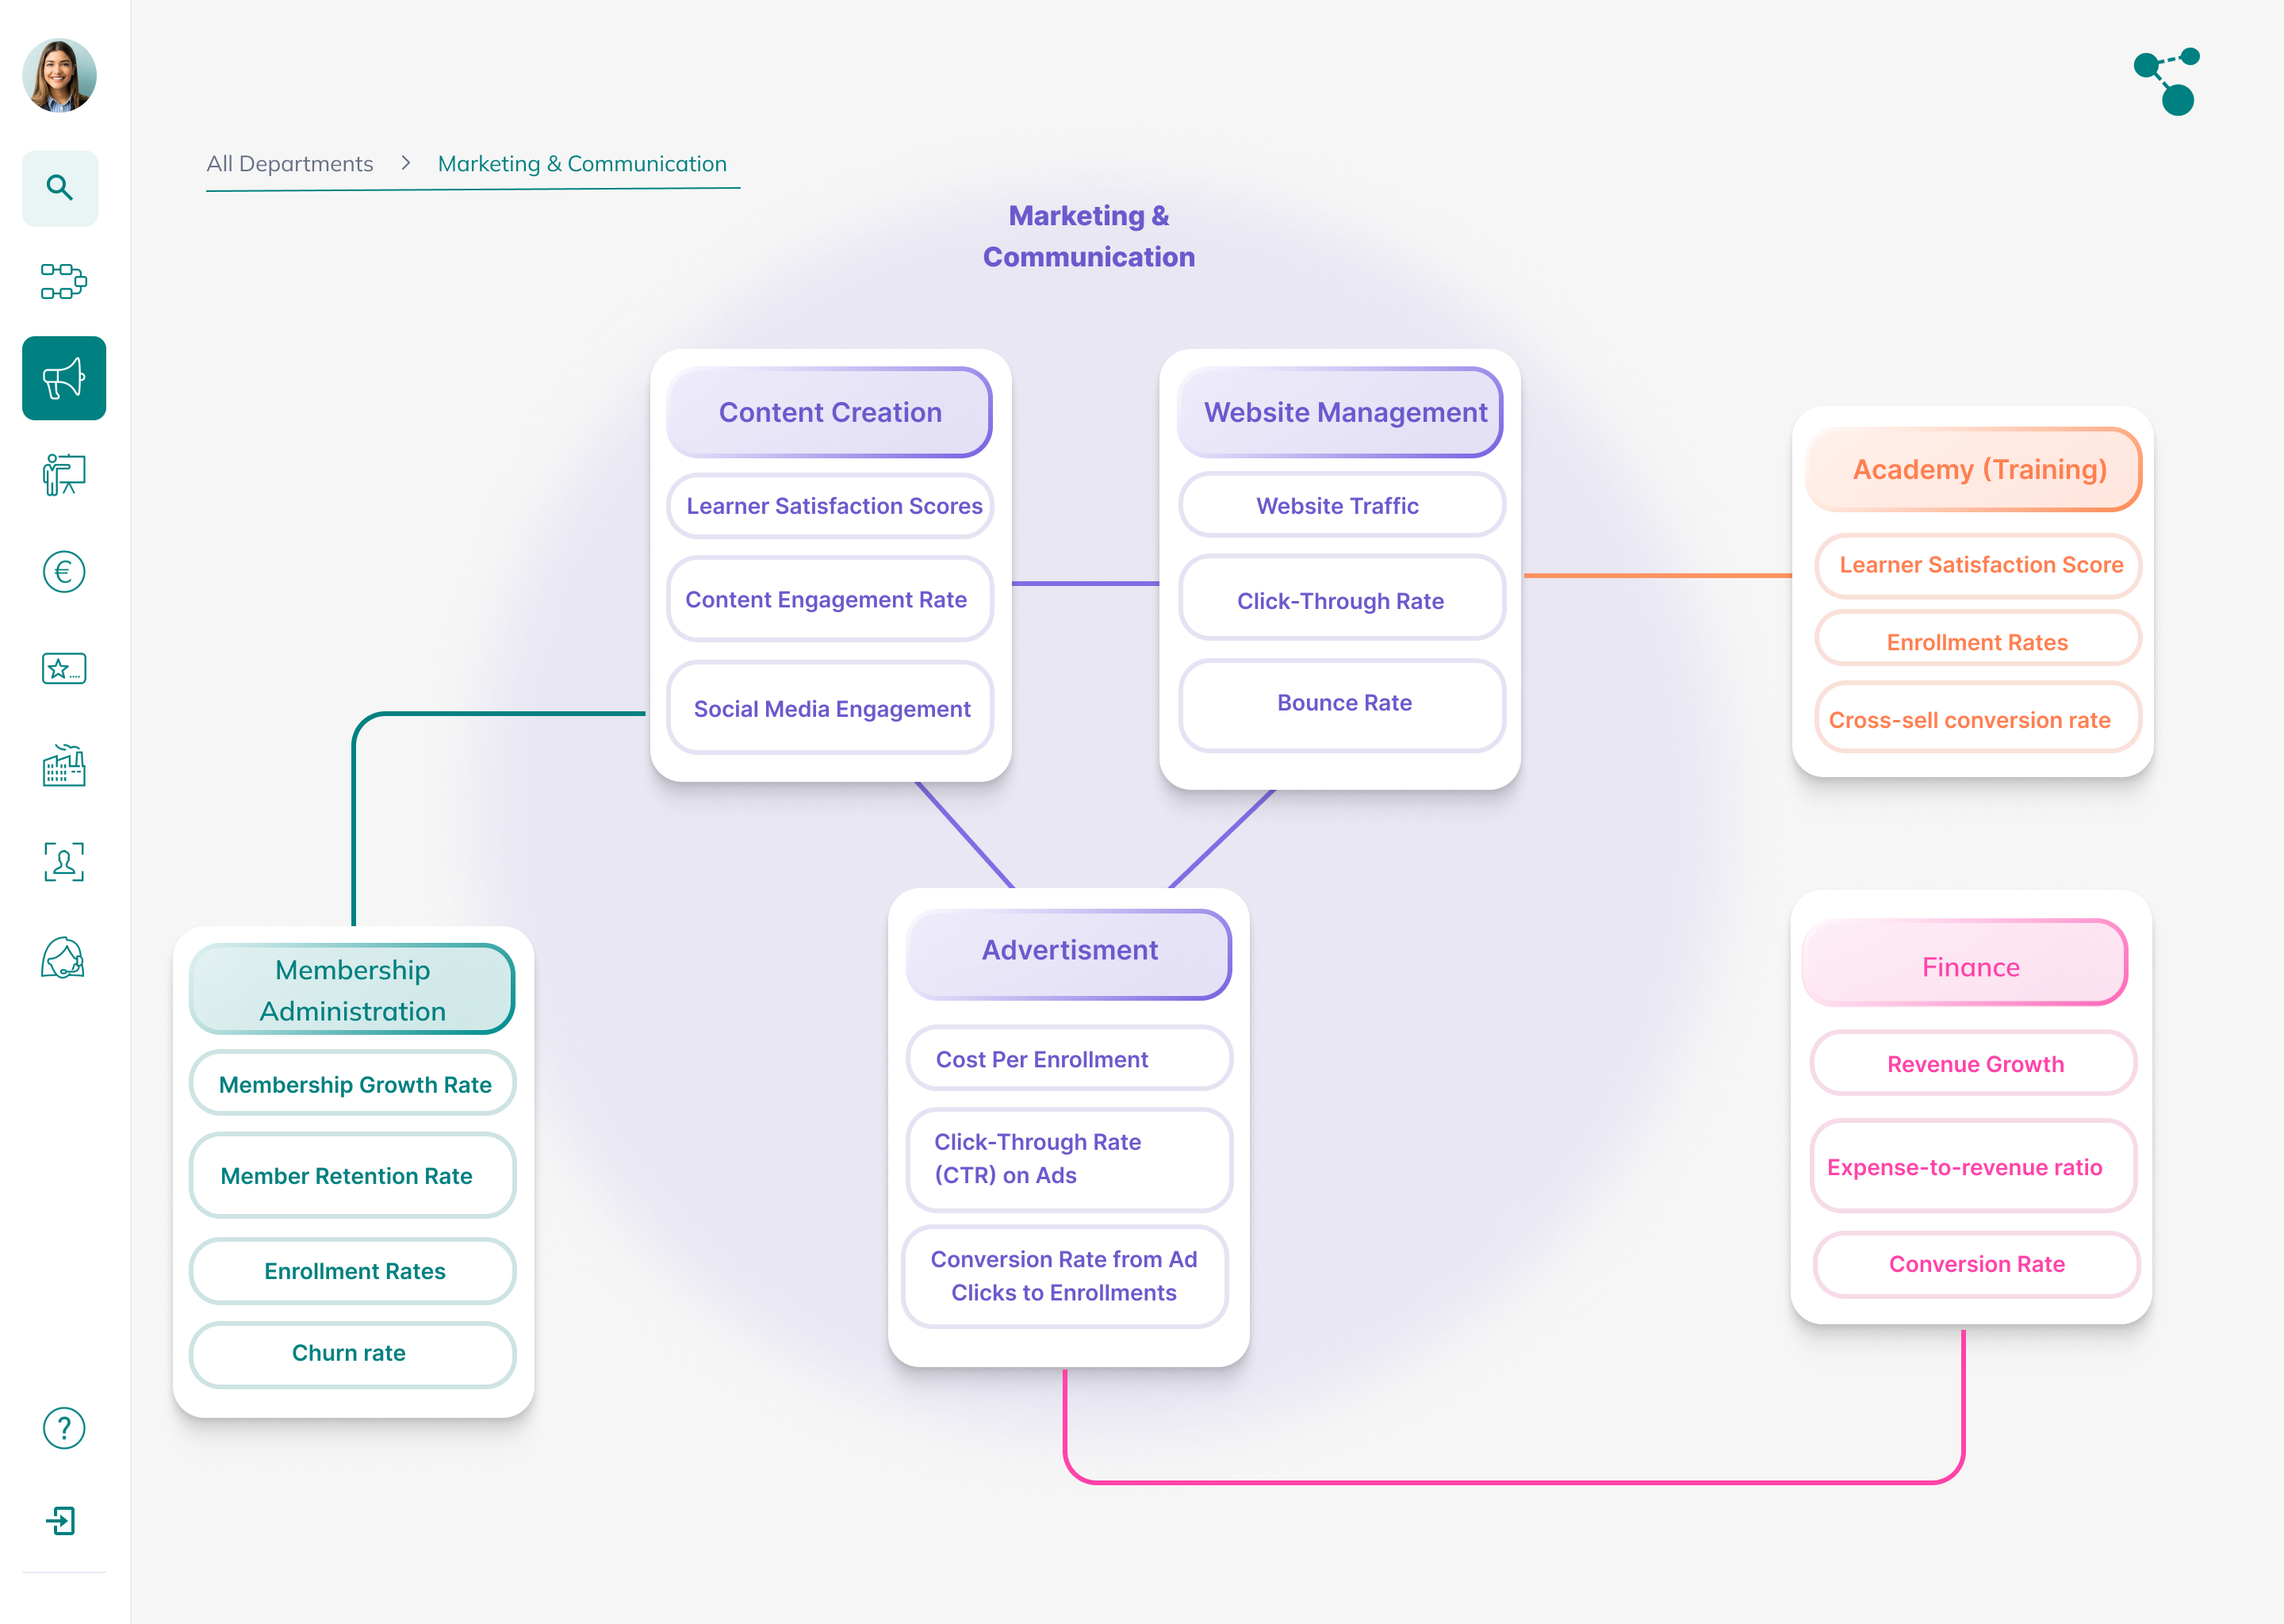 All Departments > Marketing & Communication
Marketing &
Communication
Content Creation
Learner Satisfaction Scores
Content Engagement Rate
Social Media Engagement
Website Management
Website Traffic
Click-Through Rate
Bounce Rate
Academy (Training)
Learner Satisfaction Score
Enrollment Rates
Cross-sell conversion rate
Membership
Administration
Membership Growth Rate
Member Retention Rate
Enrollment Rates
Churn rate
Advertisment
Cost Per Enrollment
Click-Through Rate
(CTR) on Ads
Conversion Rate from Ad
Clicks to Enrollments
Finance
Revenue Growth
Expense-to-revenue ratio
Conversion Rate